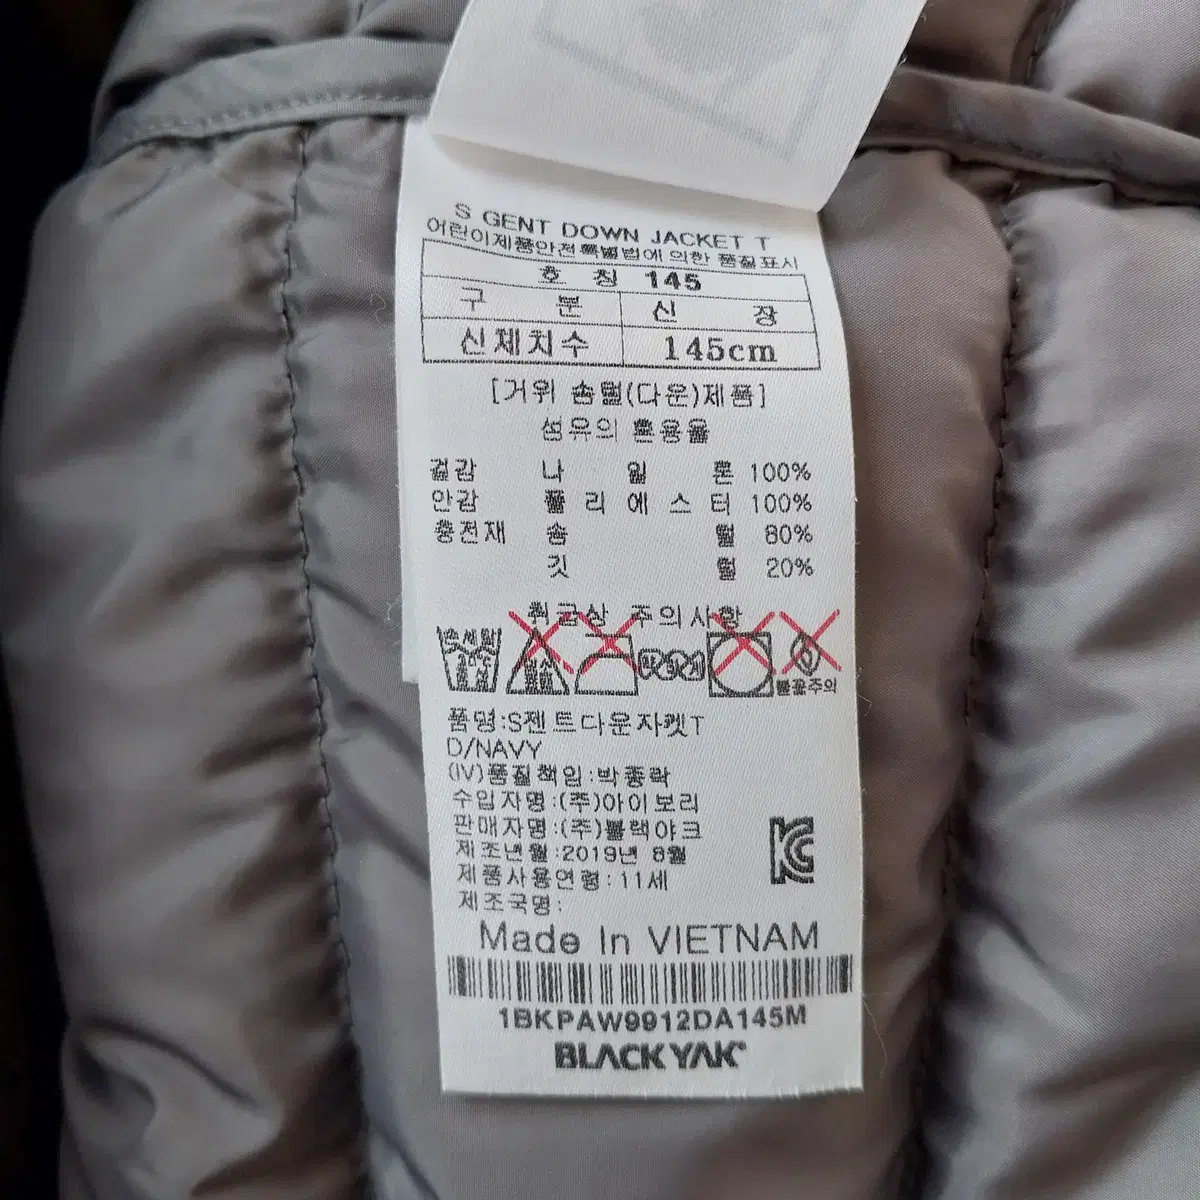 S GENT DOWN JACKET T
어린이제품안전특별법에 의한 품질표시
호 칭 145
구 분 신 장
신체치수 145cm
[거위 솜털(다운)제품]
섬유의 혼용율
겉감 나 일 론 100%
안감 폴 리 에 스 터 100%
충전재 솜 털 80%
깃 털 20%
취급상 주의사항
손세탁
불꽃주의
품명:S젠트다운자켓T
D/NAVY
(IV)품질책임:박종락
수입자명:(주)아이보리
판매자명:(주)블랙야크
제조년월:2019년 8월
제품사용연령:11세
제조국명:
Made In VIETNAM
1BKPAW9912DA145M
BLACKYAK